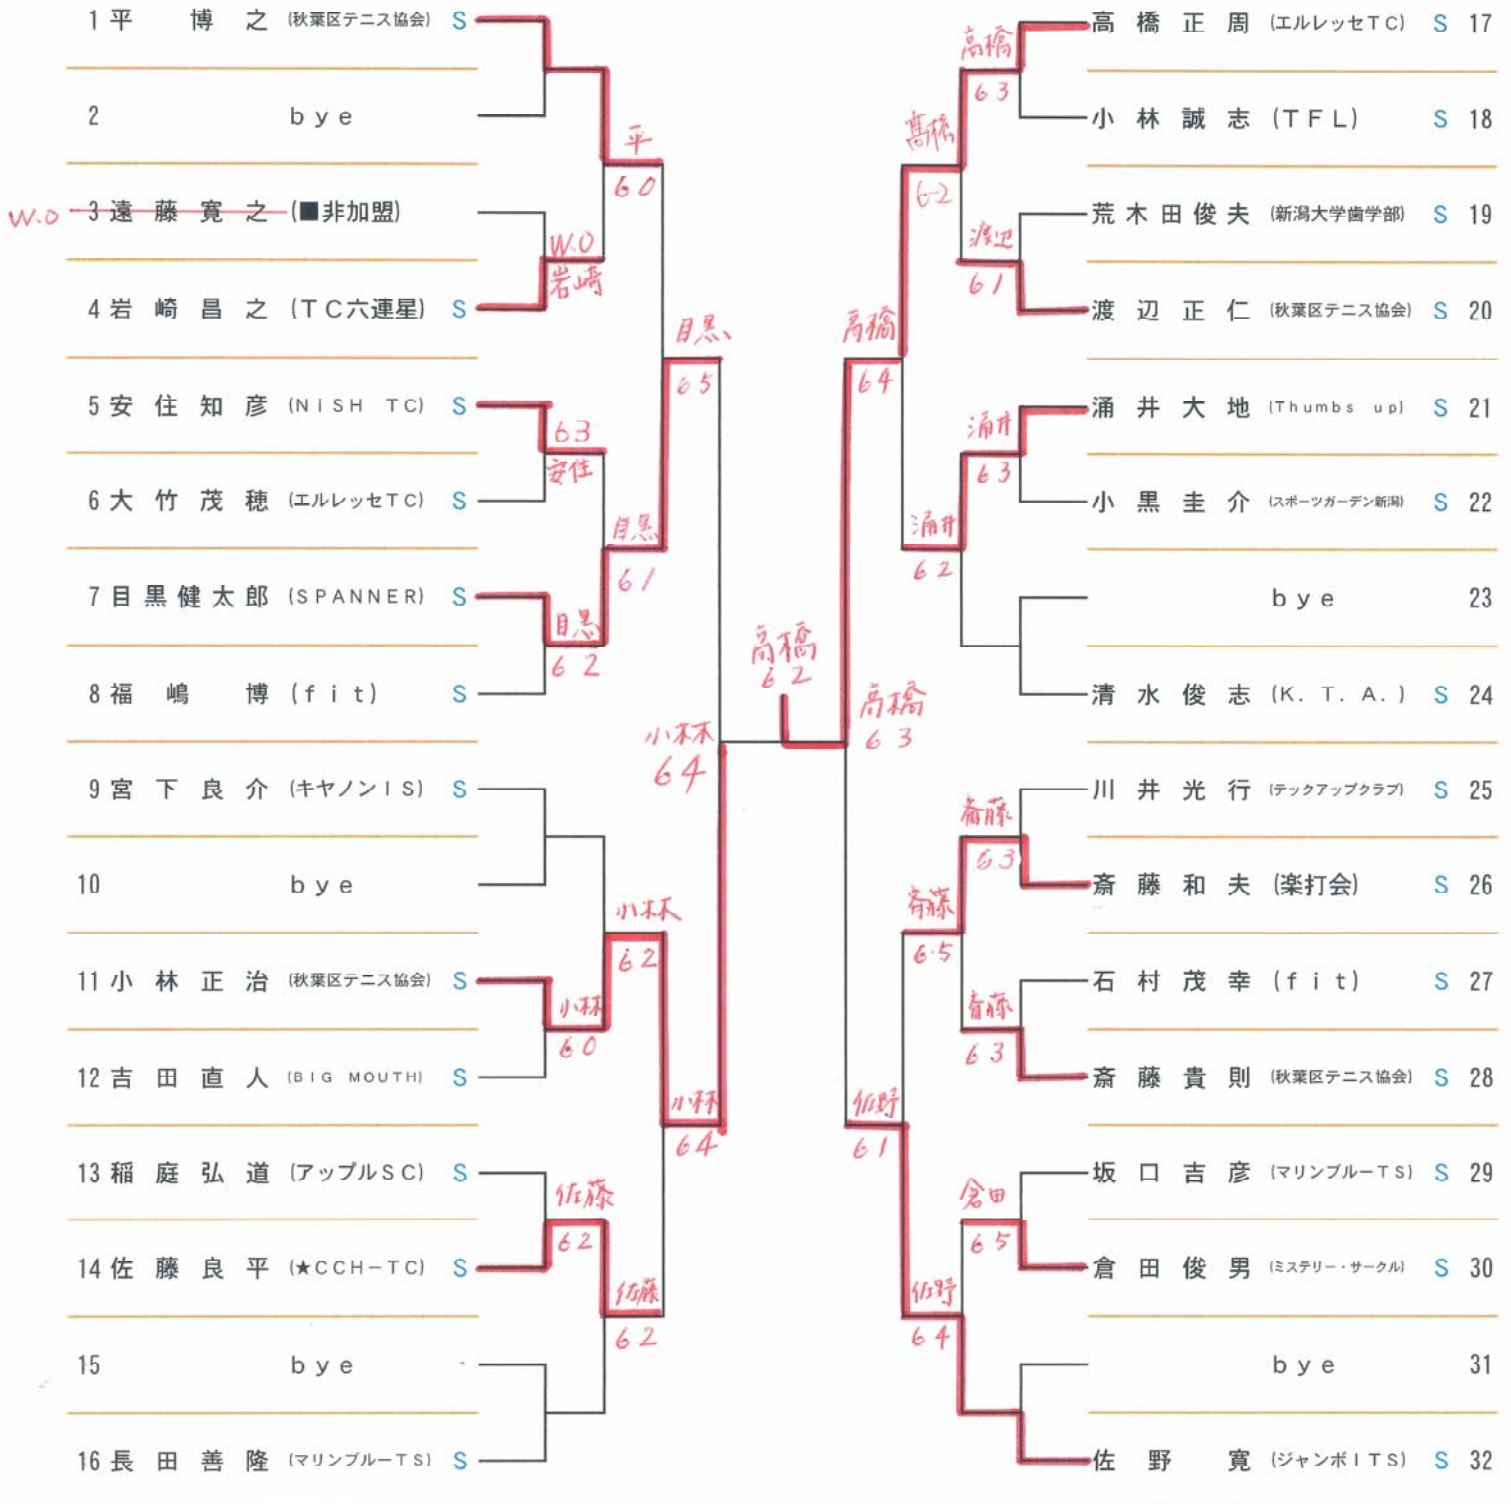 1 平 博 之 (秋葉区テニス協会) S
2 bye
W.O 3 遠 藤 寛 之 (■非加盟)
4 岩 崎 昌 之 (TC六連星) S
5 安 住 知 彦 (NiSH TC) S
6 大 竹 茂 穂 (エルレッセTC) S
7 目 黒 健 太 郎 (SPANNER) S
8 福 嶋 博 (fit) S
9 宮 下 良 介 (キヤノンIS) S
10 bye
11 小 林 正 治 (秋葉区テニス協会) S
12 吉 田 直 人 (BIG MOUTH) S
13 稲 庭 弘 道 (アップルSC) S
14 佐 藤 良 平 (★CCH-TC) S
15 bye
16 長 田 善 隆 (マリンブルーTS) S
W.O
岩崎
63
安住
目黒
62
小林
60
佐藤
62
平
60
目黒
61
小林
62
佐藤
62
目黒
65
小林
64
小林
64
高橋
62
高橋
63
高橋
64
佐野
61
高橋
62
涌井
62
斉藤
6.5
佐野
64
高橋
63
渡辺
61
涌井
63
斉藤
63
斉藤
63
倉田
65
高 橋 正 周 (エルレッセTC) S 17
小 林 誠 志 (TFL) S 18
荒 木 田 俊 夫 (新潟大学歯学部) S 19
渡 辺 正 仁 (秋葉区テニス協会) S 20
涌 井 大 地 (Thumbs up) S 21
小 黒 圭 介 (スポーツガーデン新潟) S 22
bye 23
清 水 俊 志 (K. T. A.) S 24
川 井 光 行 (テックアップクラブ) S 25
斎 藤 和 夫 (楽打会) S 26
石 村 茂 幸 (fit) S 27
斎 藤 貴 則 (秋葉区テニス協会) S 28
坂 口 吉 彦 (マリンブルーTS) S 29
倉 田 俊 男 (ミステリー・サークル) S 30
bye 31
佐 野 寛 (ジャンボITS) S 32